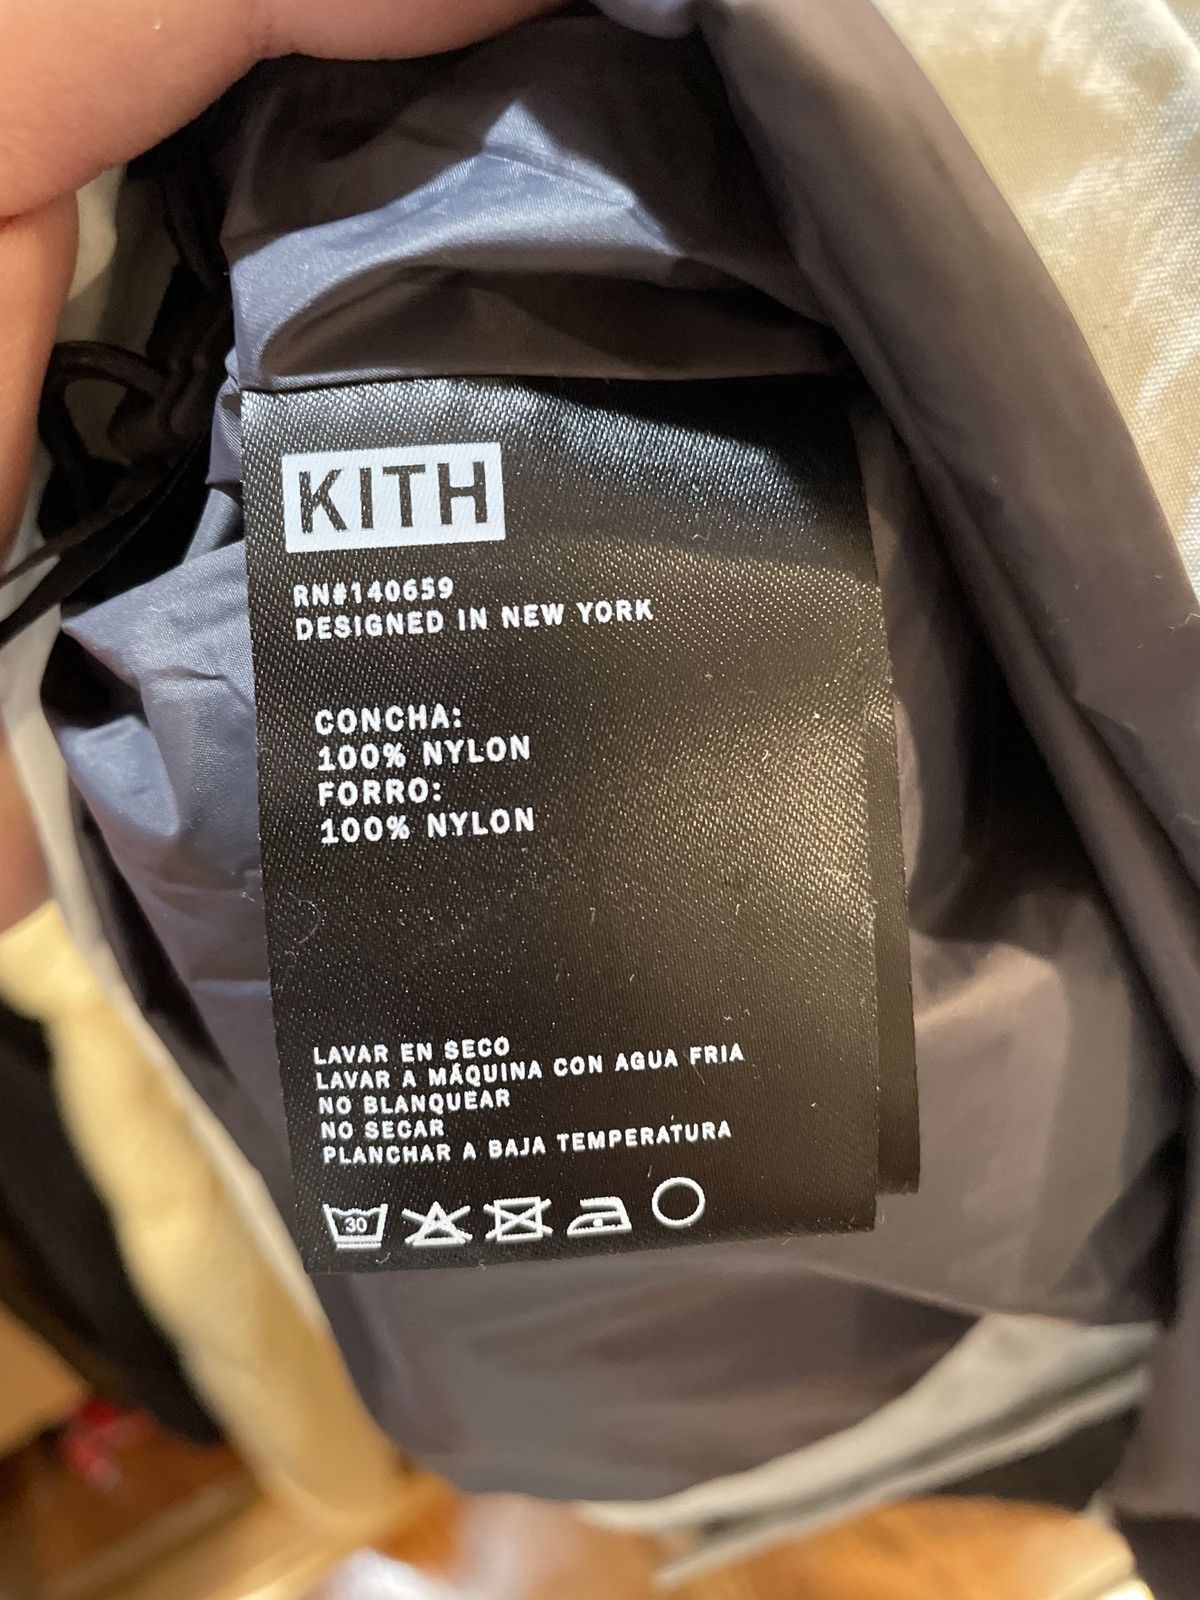 KITH
RN#140659
DESIGNED IN NEW YORK
CONCHA:
100% NYLON
FORRO:
100% NYLON
LAVAR EN SECO
LAVAR A MÁQUINA CON AGUA FRIA
NO BLANQUEAR
NO SECAR
PLANCHAR A BAJA TEMPERATURA
30